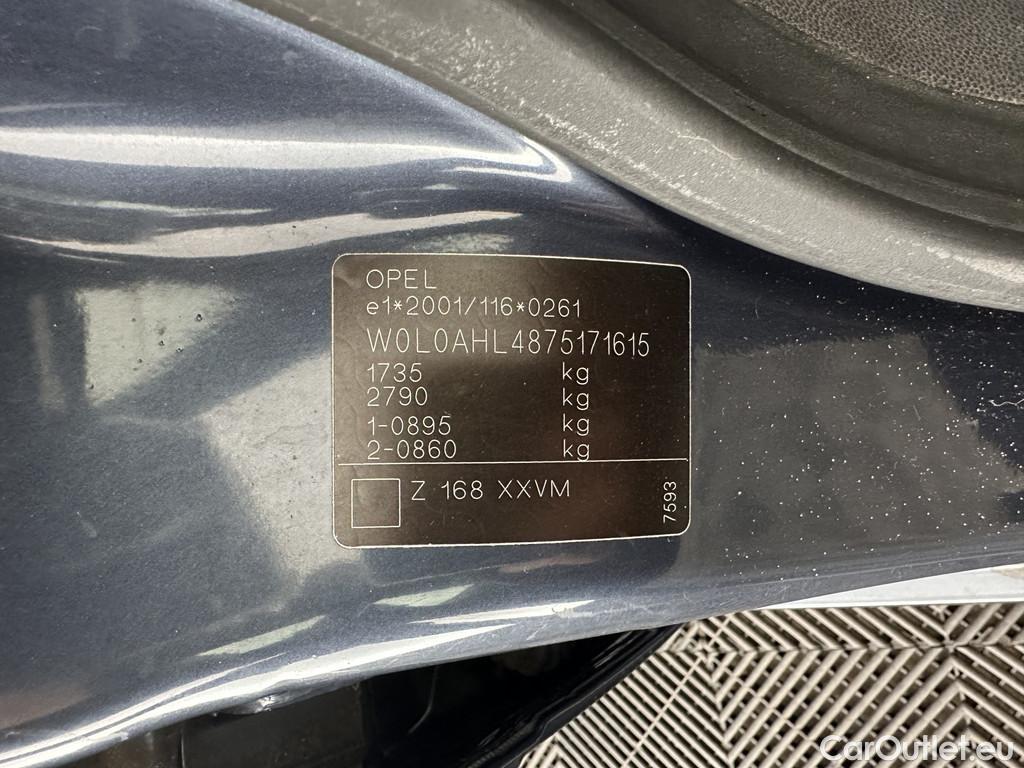 OPEL
e1*2001/116*0261
W0L0AHL4875171615
1735 kg
2790 kg
1-0895 kg
2-0860 kg
Z 168 XXVM
7593
CarOutlet.eu